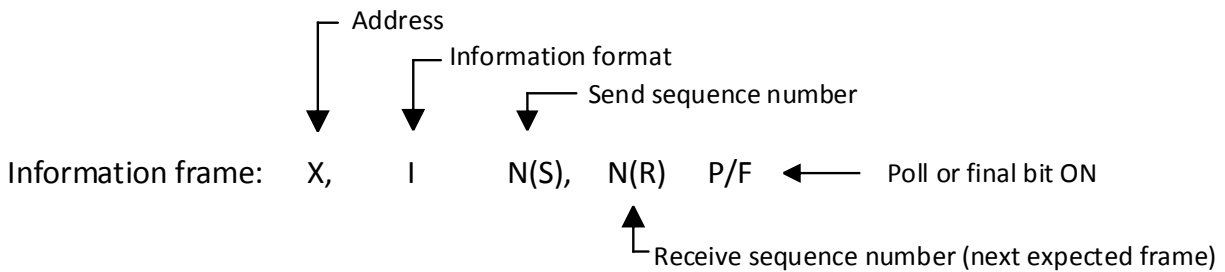 Address
Information format
Send sequence number
Information frame: X, I N(S), N(R) P/F Poll or final bit ON
Receive sequence number (next expected frame)